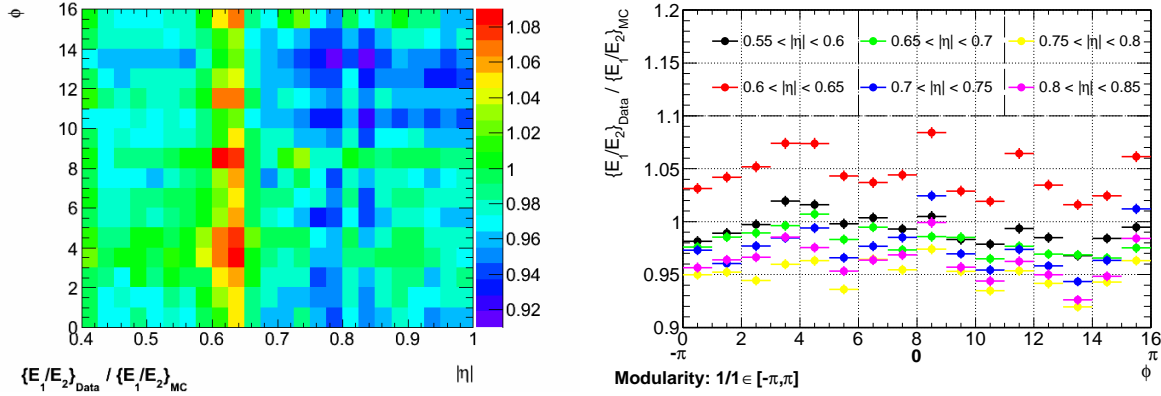 ϕ
16
14
12
10
8
6
4
2
0
0.4 0.5 0.6 0.7 0.8 0.9 1
1.08
1.06
1.04
1.02
1
0.98
0.96
0.94
0.92
{E₁/E₂}Data / {E₁/E₂}MC
|η|
{E₁/E₂}Data / {E₁/E₂}MC
1.2
1.15
1.1
1.05
1
0.95
0.9
0.55 < |η| < 0.6
0.65 < |η| < 0.7
0.75 < |η| < 0.8
0.6 < |η| < 0.65
0.7 < |η| < 0.75
0.8 < |η| < 0.85
0 2 4 6 8 10 12 14 16
-π 0 π
Modularity: 1/1∈ [-π,π]
ϕ